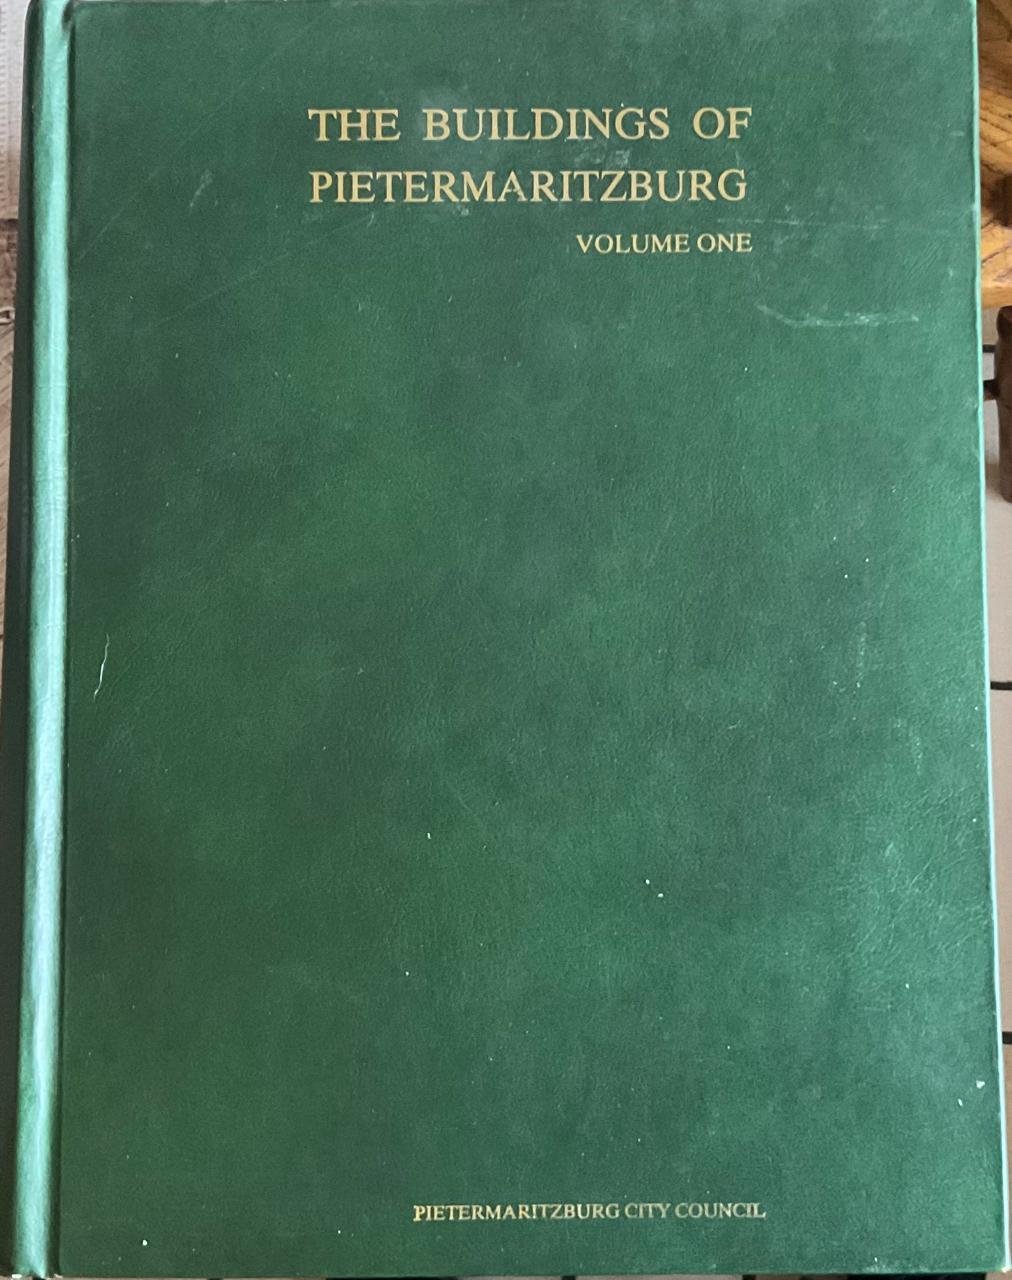 THE BUILDINGS OF
PIETERMARITZBURG
VOLUME ONE
PIETERMARITZBURG CITY COUNCIL